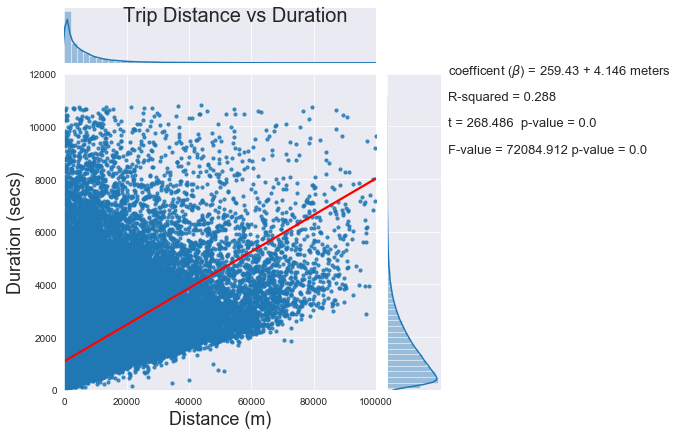 Trip Distance vs Duration
coefficent (β) = 259.43 + 4.146 meters
R-squared = 0.288
t = 268.486  p-value = 0.0
F-value = 72084.912 p-value = 0.0
Duration (secs)
12000
10000
8000
6000
4000
2000
0
0 20000 40000 60000 80000 100000
Distance (m)